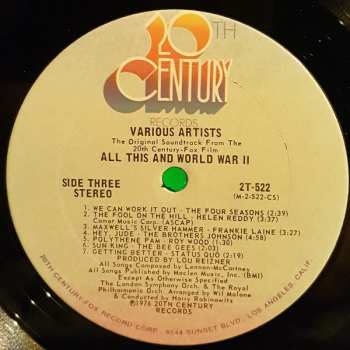 20TH
CENTURY
RECORDS
VARIOUS ARTISTS
The Original Soundtrack From The
20th Century-Fox Film
ALL THIS AND WORLD WAR II
SIDE THREE
STEREO
2T-522
(M-2-522-CS)
1. WE CAN WORK IT OUT - THE FOUR SEASONS (2:39)
2. THE FOOL ON THE HILL - HELEN REDDY (3:22)
Comet Music Corp. (ASCAP)
3. MAXWELL'S SILVER HAMMER - FRANKIE LAINE (2:27)
4. HEY, JUDE - THE BROTHERS JOHNSON (4:58)
5. POLYTHENE PAM - ROY WOOD (1:30)
6. SUN KING - THE BEE GEES (2:01)
7. GETTING BETTER - STATUS QUO (2:15)
PRODUCED BY LOU REIZNER
All Songs Composed by Lennon-McCartney
All Songs Published by Maclen Music, Inc. (BMI)
Except As Otherwise Specified
The London Symphony Orch. & The Royal
Philharmonic Orch. Arranged by Wil Malone
& Conducted by Harry Rabinowitz
℗1976 20TH CENTURY
RECORDS
20TH CENTURY FOX RECORD CORP. 8544 SUNSET BLVD., LOS ANGELES, CALIF.